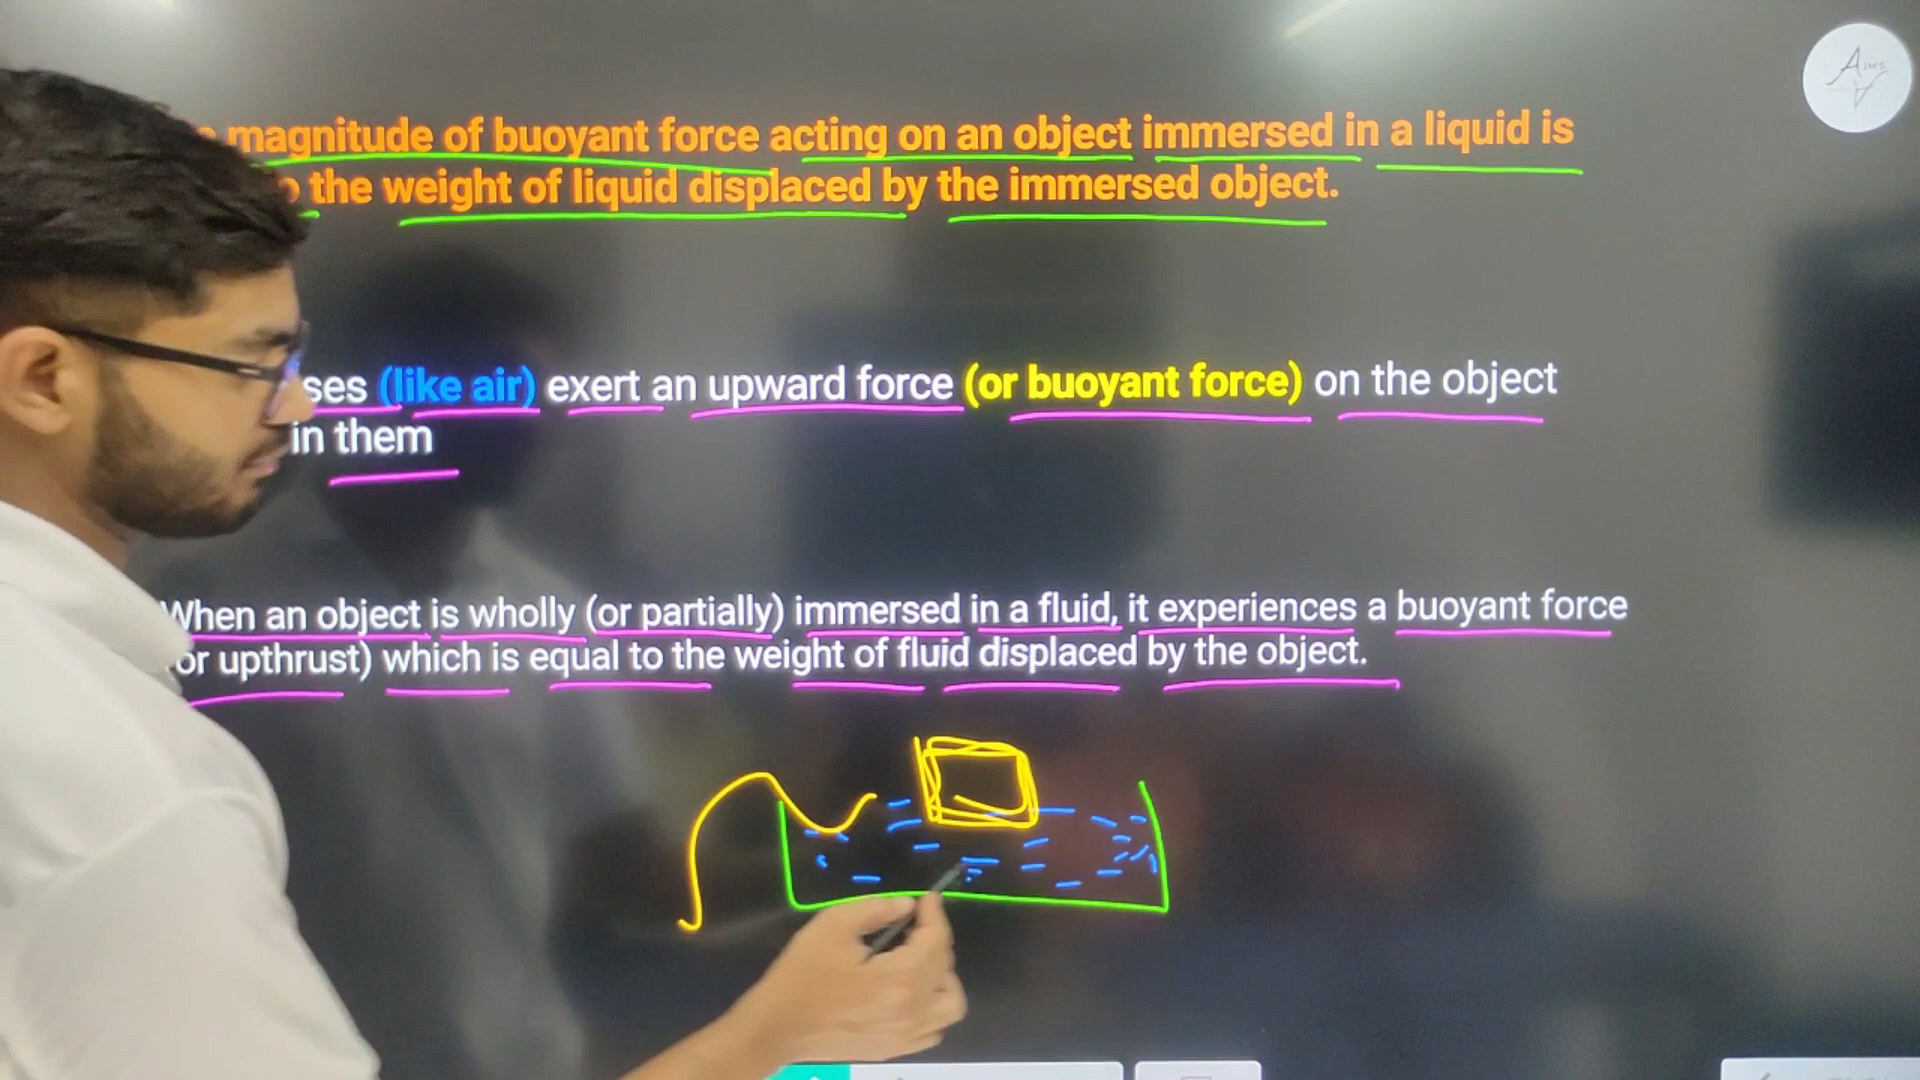 magnitude of buoyant force acting on an object immersed in a liquid is
the weight of liquid displaced by the immersed object.
(like air) exert an upward force (or buoyant force) on the object
in them
When an object is wholly (or partially) immersed in a fluid, it experiences a buoyant force
or upthrust) which is equal to the weight of fluid displaced by the object.